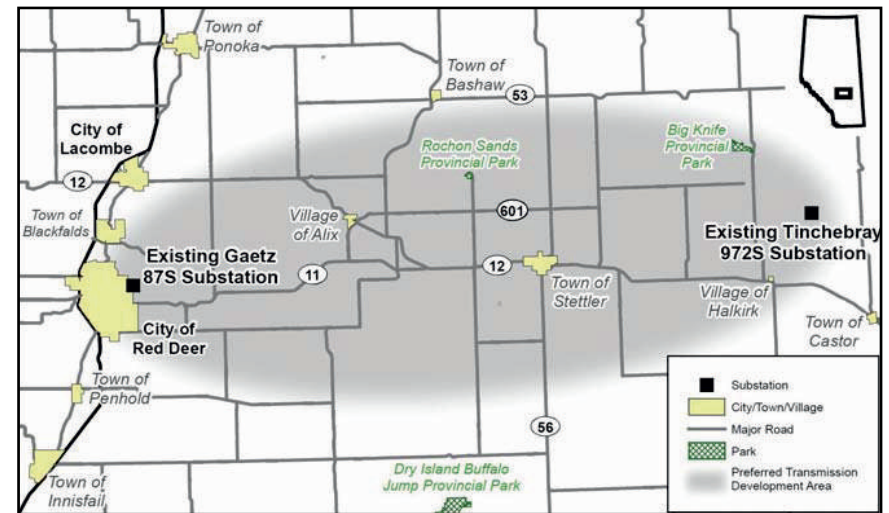 Town of
Ponoka
Town of
Bashaw
53
City of
Lacombe
Rochon Sands
Provincial Park
Big Knife
Provincial
Park
12
Town of
Blackfalds
Village
of Alix
601
Existing Gaetz
87S Substation
Existing Tinchebray
972S Substation
11
12
Town of
Stettler
Village of
Halkirk
City of
Red Deer
Town of
Castor
Town of
Penhold
56
Town of
Innisfail
Dry Island Buffalo
Jump Provincial Park
Substation
City/Town/Village
Major Road
Park
Preferred Transmission
Development Area